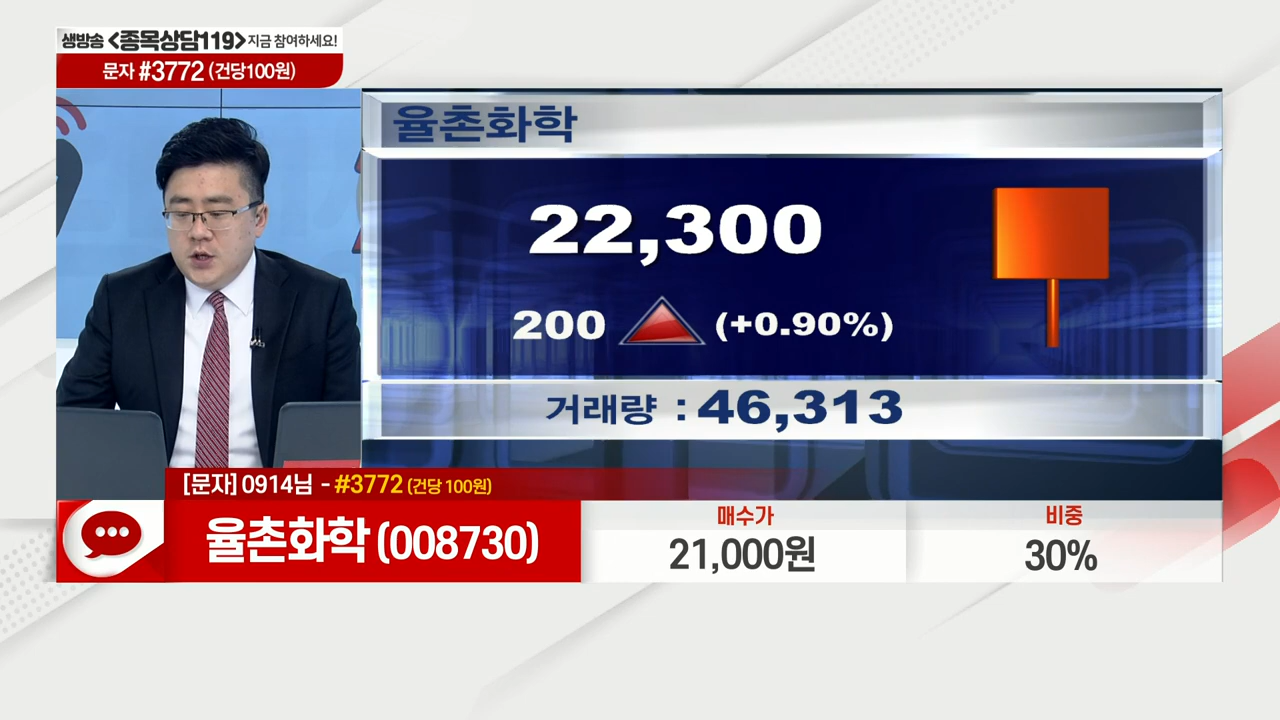 생방송 <종목상담119> 지금 참여하세요!
문자 #3772 (건당100원)
율촌화학
22,300
200 ▲ (+0.90%)
거래량 : 46,313
[문자] 0914님 - #3772 (건당 100원)
율촌화학 (008730)
매수가
21,000원
비중
30%